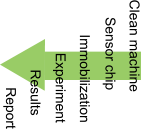 Clean machine
Sensor chip
Immobilization
Experiment
Results
Report